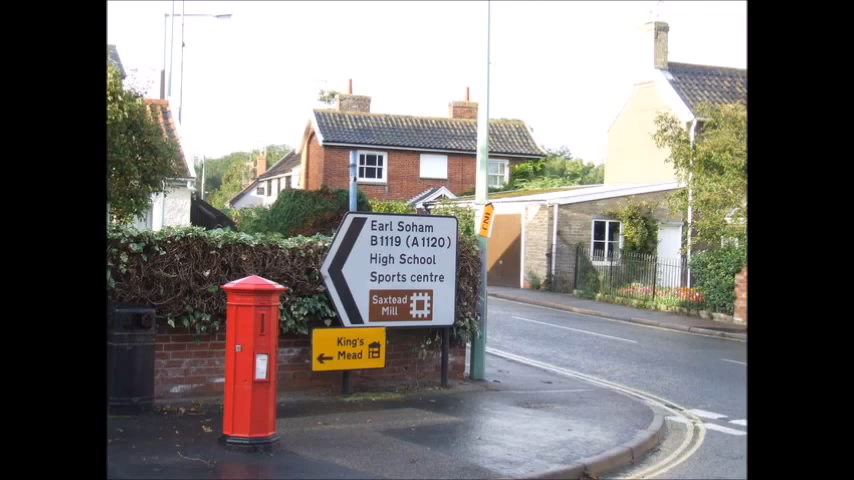 Earl Soham
B1119 (A1120)
High School
Sports centre
Saxtead
Mill
King's
Mead